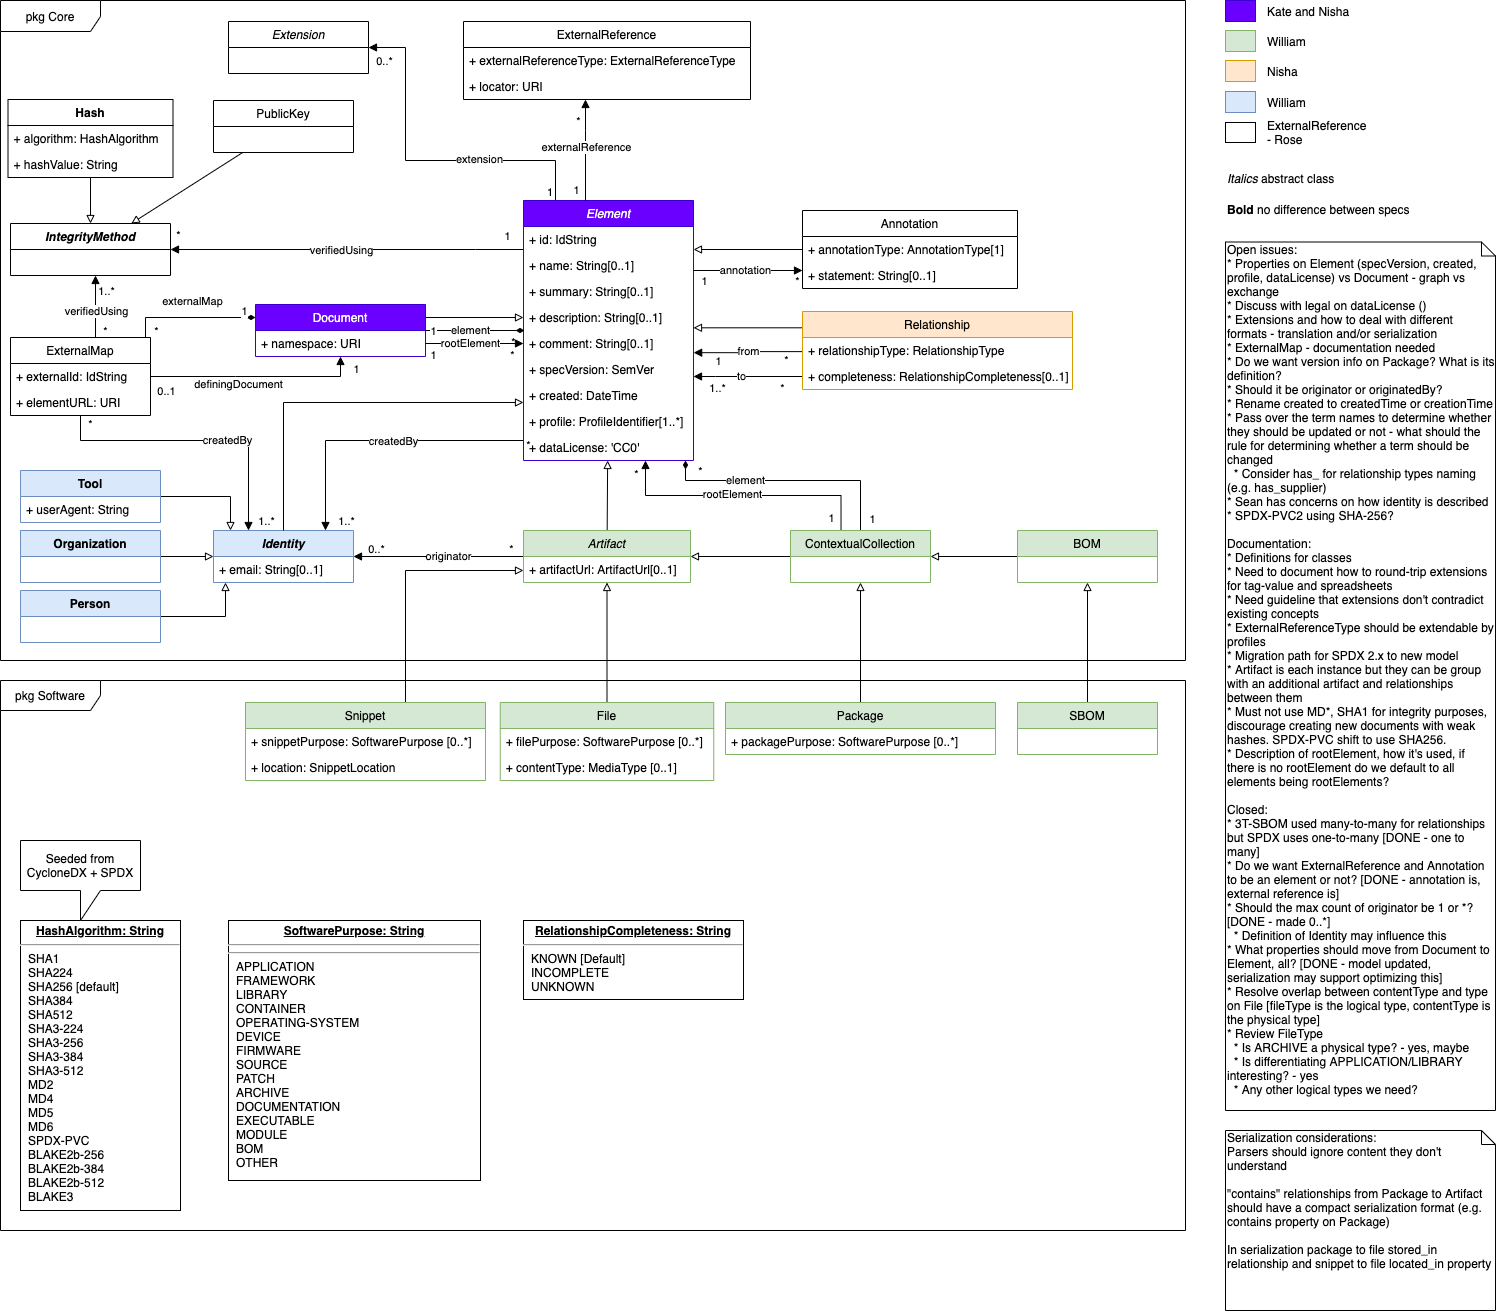 pkg Core
Extension
0..*
ExternalReference
+ externalReferenceType: ExternalReferenceType
+ locator: URI
Hash
+ algorithm: HashAlgorithm
+ hashValue: String
PublicKey
*
externalReference
extension
1
1
IntegrityMethod
*
verifiedUsing
1
Element
+ id: IdString
+ name: String[0..1]
+ summary: String[0..1]
+ description: String[0..1]
+ comment: String[0..1]
+ specVersion: SemVer
+ created: DateTime
+ profile: ProfileIdentifier[1..*]
+ dataLicense: 'CC0'
Annotation
+ annotationType: AnnotationType[1]
+ statement: String[0..1]
annotation
1
*
1..*
verifiedUsing
*
externalMap
1
*
Document
+ namespace: URI
1
element
*
rootElement
1
*
Relationship
+ relationshipType: RelationshipType
+ completeness: RelationshipCompleteness[0..1]
from
1
*
to
1..*
*
ExternalMap
+ externalId: IdString
+ elementURL: URI
0..1
definingDocument
1
*
createdBy
createdBy
*
*
*
element
rootElement
1
1
Tool
+ userAgent: String
Organization
Person
1..*
1..*
Identity
+ email: String[0..1]
0..*
originator
*
Artifact
+ artifactUrl: ArtifactUrl[0..1]
ContextualCollection
BOM
pkg Software
Snippet
+ snippetPurpose: SoftwarePurpose [0..*]
+ location: SnippetLocation
File
+ filePurpose: SoftwarePurpose [0..*]
+ contentType: MediaType [0..1]
Package
+ packagePurpose: SoftwarePurpose [0..*]
SBOM
Seeded from
CycloneDX + SPDX
HashAlgorithm: String
SHA1
SHA224
SHA256 [default]
SHA384
SHA512
SHA3-224
SHA3-256
SHA3-384
SHA3-512
MD2
MD4
MD5
MD6
SPDX-PVC
BLAKE2b-256
BLAKE2b-384
BLAKE2b-512
BLAKE3
SoftwarePurpose: String
APPLICATION
FRAMEWORK
LIBRARY
CONTAINER
OPERATING-SYSTEM
DEVICE
FIRMWARE
SOURCE
PATCH
ARCHIVE
DOCUMENTATION
EXECUTABLE
MODULE
BOM
OTHER
RelationshipCompleteness: String
KNOWN [Default]
INCOMPLETE
UNKNOWN
Kate and Nisha
William
Nisha
William
ExternalReference
- Rose
Italics abstract class
Bold no difference between specs
Open issues:
* Properties on Element (specVersion, created,
profile, dataLicense) vs Document - graph vs
exchange
* Discuss with legal on dataLicense ()
* Extensions and how to deal with different
formats - translation and/or serialization
* ExternalMap - documentation needed
* Do we want version info on Package? What is its
definition?
* Should it be originator or originatedBy?
* Rename created to createdTime or creationTime
* Pass over the term names to determine whether
they should be updated or not - what should the
rule for determining whether a term should be
changed
* Consider has_ for relationship types naming
(e.g. has_supplier)
* Sean has concerns on how identity is described
* SPDX-PVC2 using SHA-256?
Documentation:
* Definitions for classes
* Need to document how to round-trip extensions
for tag-value and spreadsheets
* Need guideline that extensions don't contradict
existing concepts
* ExternalReferenceType should be extendable by
profiles
* Migration path for SPDX 2.x to new model
* Artifact is each instance but they can be group
with an additional artifact and relationships
between them
* Must not use MD*, SHA1 for integrity purposes,
discourage creating new documents with weak
hashes. SPDX-PVC shift to use SHA256.
* Description of rootElement, how it's used, if
there is no rootElement do we default to all
elements being rootElements?
Closed:
* 3T-SBOM used many-to-many for relationships
but SPDX uses one-to-many [DONE - one to
many]
* Do we want ExternalReference and Annotation
to be an element or not? [DONE - annotation is,
external reference is]
* Should the max count of originator be 1 or *?
[DONE - made 0..*]
* Definition of Identity may influence this
* What properties should move from Document to
Element, all? [DONE - model updated,
serialization may support optimizing this]
* Resolve overlap between contentType and type
on File [fileType is the logical type, contentType is
the physical type]
* Review FileType
* Is ARCHIVE a physical type? - yes, maybe
* Is differentiating APPLICATION/LIBRARY
interesting? - yes
* Any other logical types we need?
Serialization considerations:
Parsers should ignore content they don't
understand
"contains" relationships from Package to Artifact
should have a compact serialization format (e.g.
contains property on Package)
In serialization package to file stored_in
relationship and snippet to file located_in property